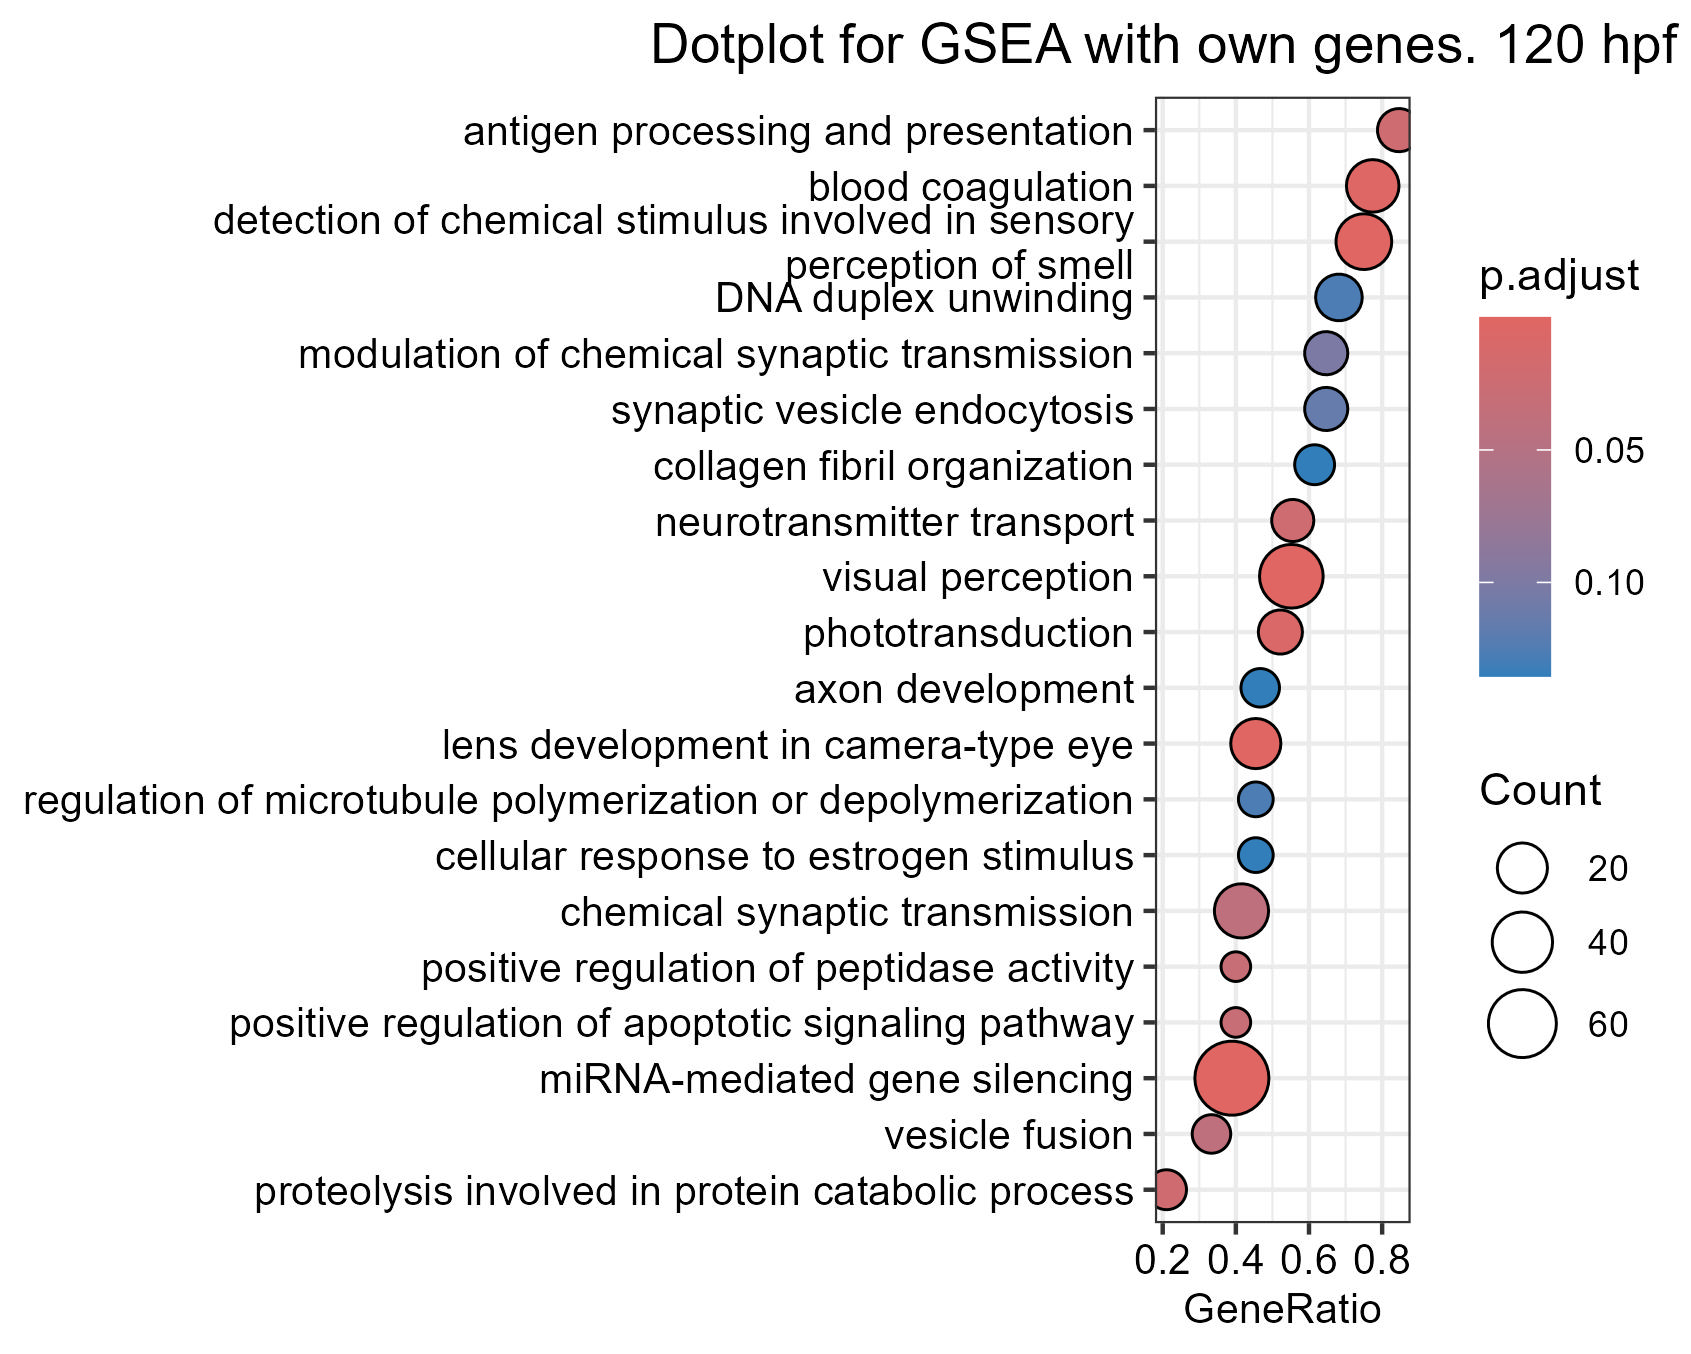 Dotplot for GSEA with own genes. 120 hpf
antigen processing and presentation
blood coagulation
detection of chemical stimulus involved in sensory
perception of smell
DNA duplex unwinding
modulation of chemical synaptic transmission
synaptic vesicle endocytosis
collagen fibril organization
neurotransmitter transport
visual perception
phototransduction
axon development
lens development in camera-type eye
regulation of microtubule polymerization or depolymerization
cellular response to estrogen stimulus
chemical synaptic transmission
positive regulation of peptidase activity
positive regulation of apoptotic signaling pathway
miRNA-mediated gene silencing
vesicle fusion
proteolysis involved in protein catabolic process
0.2 0.4 0.6 0.8
GeneRatio
p.adjust
0.05
0.10
Count
20
40
60